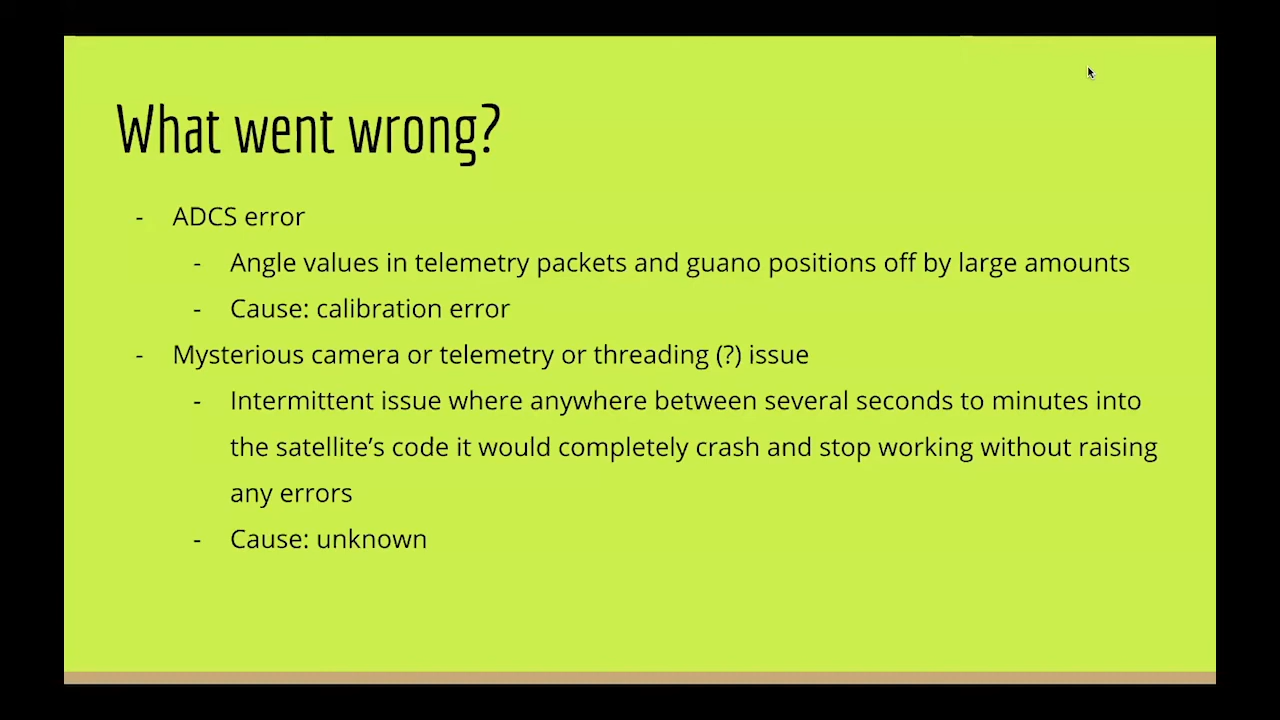 What went wrong?
- ADCS error
- Angle values in telemetry packets and guano positions off by large amounts
- Cause: calibration error
- Mysterious camera or telemetry or threading (?) issue
- Intermittent issue where anywhere between several seconds to minutes into
the satellite’s code it would completely crash and stop working without raising
any errors
- Cause: unknown